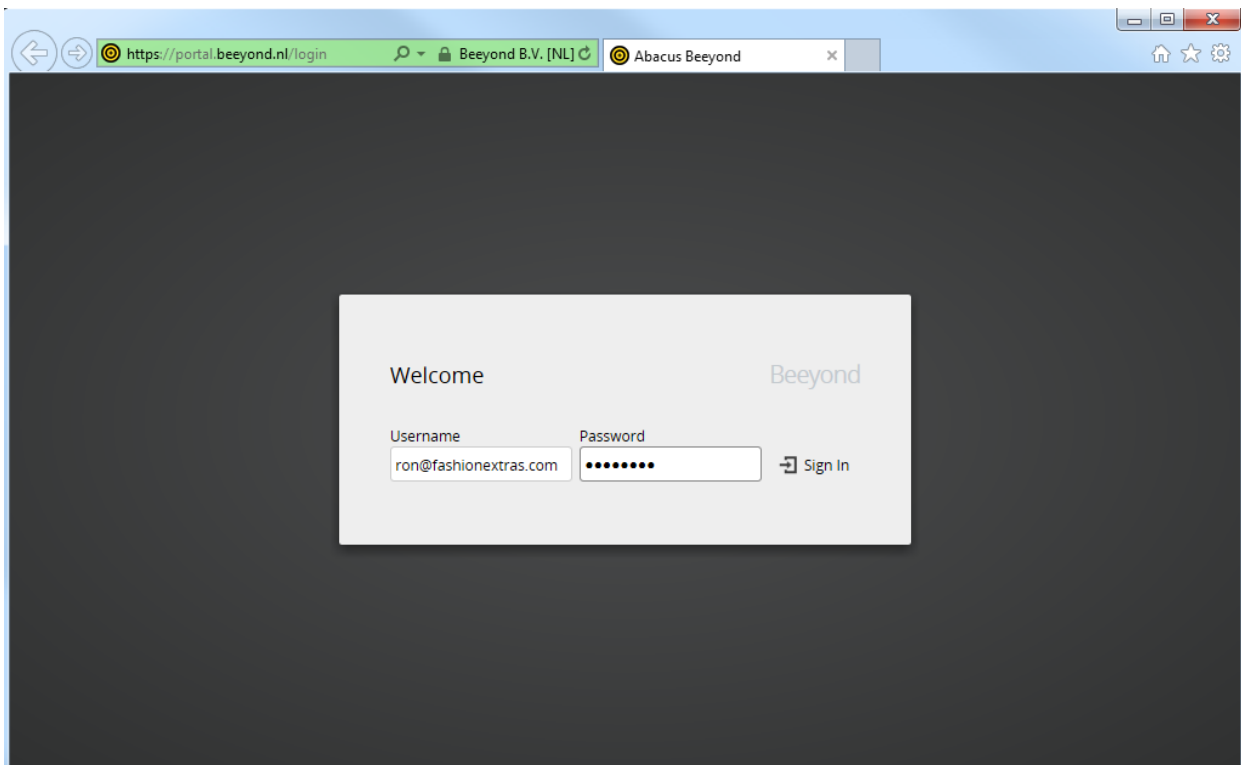 https://portal.beeyond.nl/login Beeyond B.V. [NL] Abacus Beeyond
Welcome Beeyond
Username Password
ron@fashionextras.com •••••••• Sign In